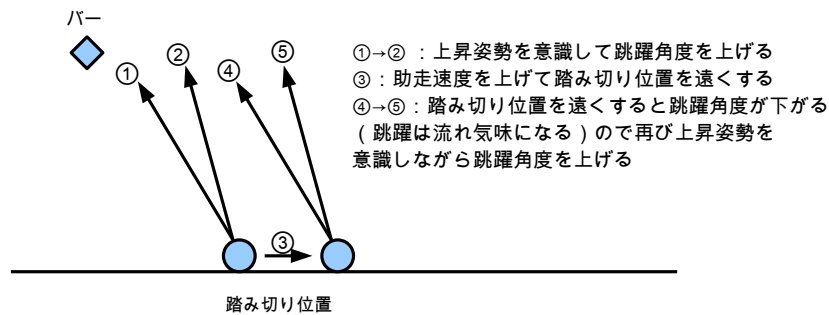 バー
① ② ④ ⑤
③
踏み切り位置
①→② ：上昇姿勢を意識して跳躍角度を上げる
③：助走速度を上げて踏み切り位置を遠くする
④→⑤：踏み切り位置を遠くすると跳躍角度が下がる
（跳躍は流れ気味になる）ので再び上昇姿勢を
意識しながら跳躍角度を上げる